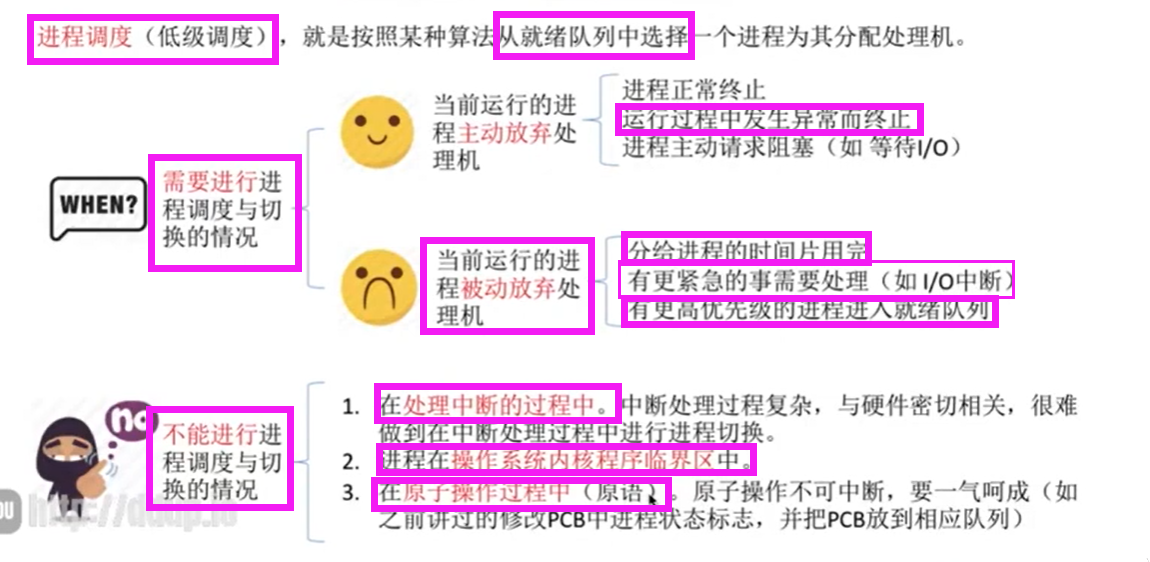 进程调度（低级调度），就是按照某种算法从就绪队列中选择一个进程为其分配处理机。
WHEN?
需要进行进
程调度与切
换的情况
当前运行的进
程主动放弃处
理机
进程正常终止
运行过程中发生异常而终止
进程主动请求阻塞（如 等待I/O）
当前运行的进
程被动放弃处
理机
分给进程的时间片用完
有更紧急的事需要处理（如 I/O中断）
有更高优先级的进程进入就绪队列
no
不能进行进
程调度与切
换的情况
1. 在处理中断的过程中。中断处理过程复杂，与硬件密切相关，很难
做到在中断处理过程中进行进程切换。
2. 进程在操作系统内核程序临界区中。
3. 在原子操作过程中（原语）。原子操作不可中断，要一气呵成（如
之前讲过的修改PCB中进程状态标志，并把PCB放到相应队列）